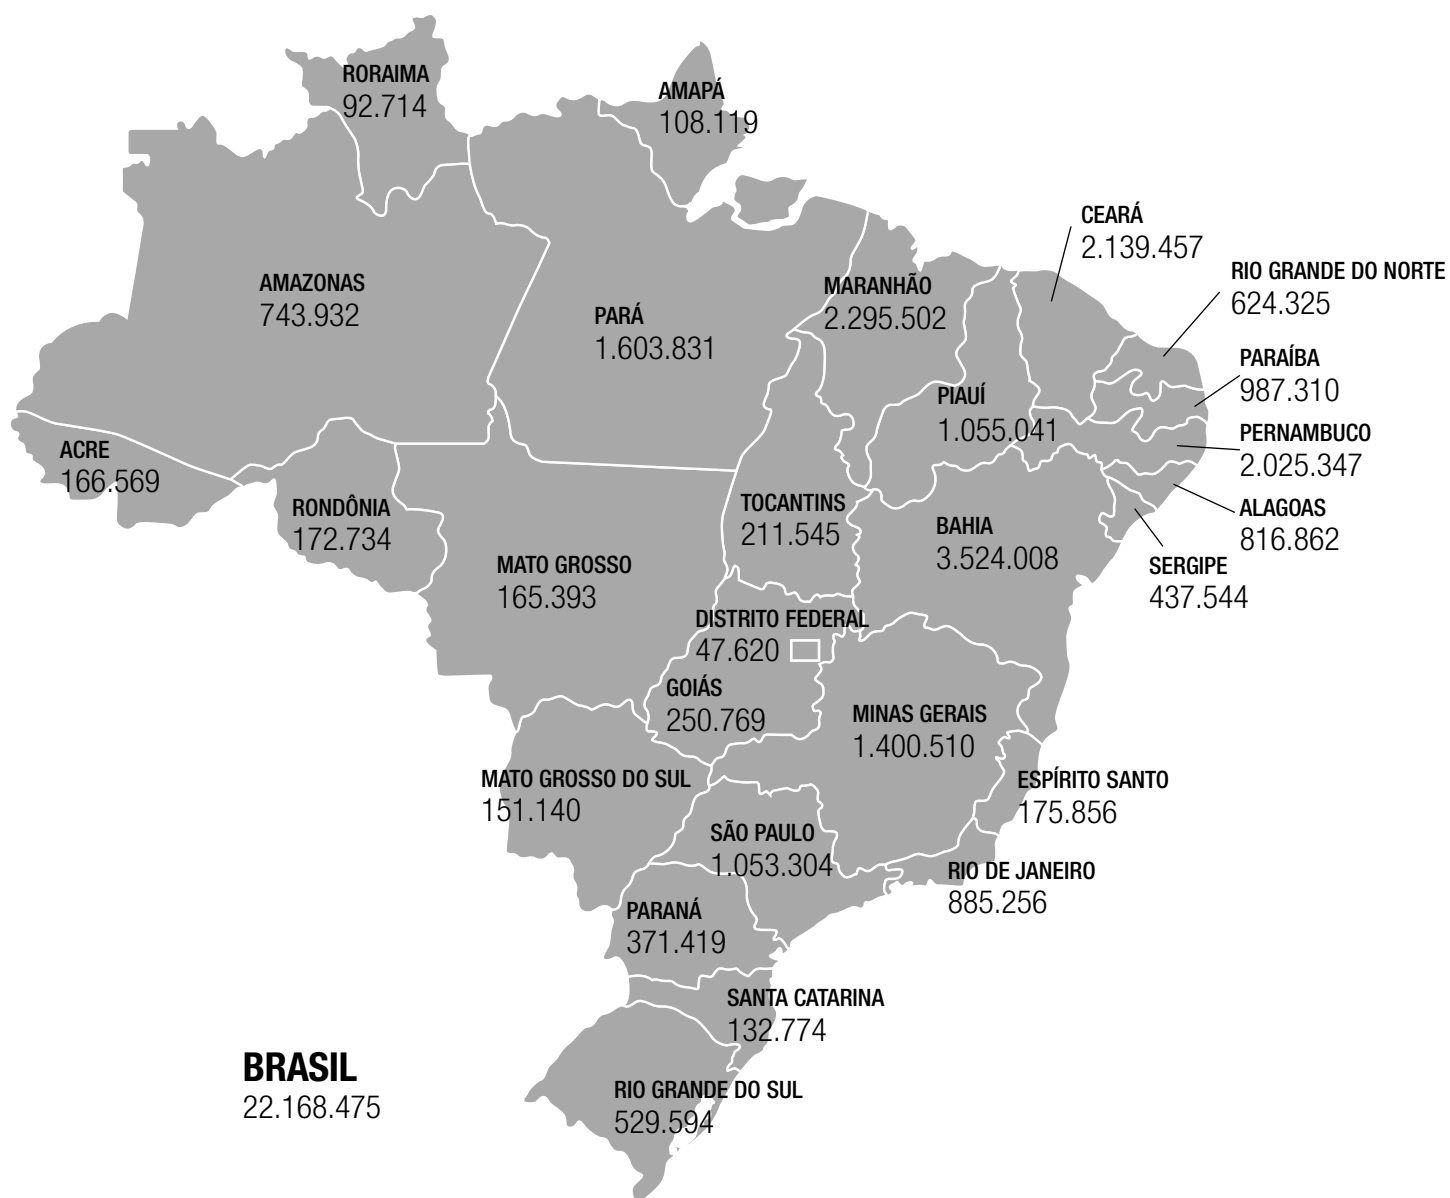 RORAIMA
92.714
AMAPÁ
108.119
CEARÁ
2.139.457
RIO GRANDE DO NORTE
624.325
AMAZONAS
743.932
MARANHÃO
2.295.502
PARÁ
1.603.831
PARAÍBA
987.310
PIAUÍ
1.055.041
PERNAMBUCO
2.025.347
ACRE
166.569
RONDÔNIA
172.734
TOCANTINS
211.545
BAHIA
3.524.008
ALAGOAS
816.862
SERGIPE
437.544
MATO GROSSO
165.393
DISTRITO FEDERAL
47.620
GOIÁS
250.769
MINAS GERAIS
1.400.510
MATO GROSSO DO SUL
151.140
ESPÍRITO SANTO
175.856
SÃO PAULO
1.053.304
RIO DE JANEIRO
885.256
PARANÁ
371.419
SANTA CATARINA
132.774
BRASIL
22.168.475
RIO GRANDE DO SUL
529.594